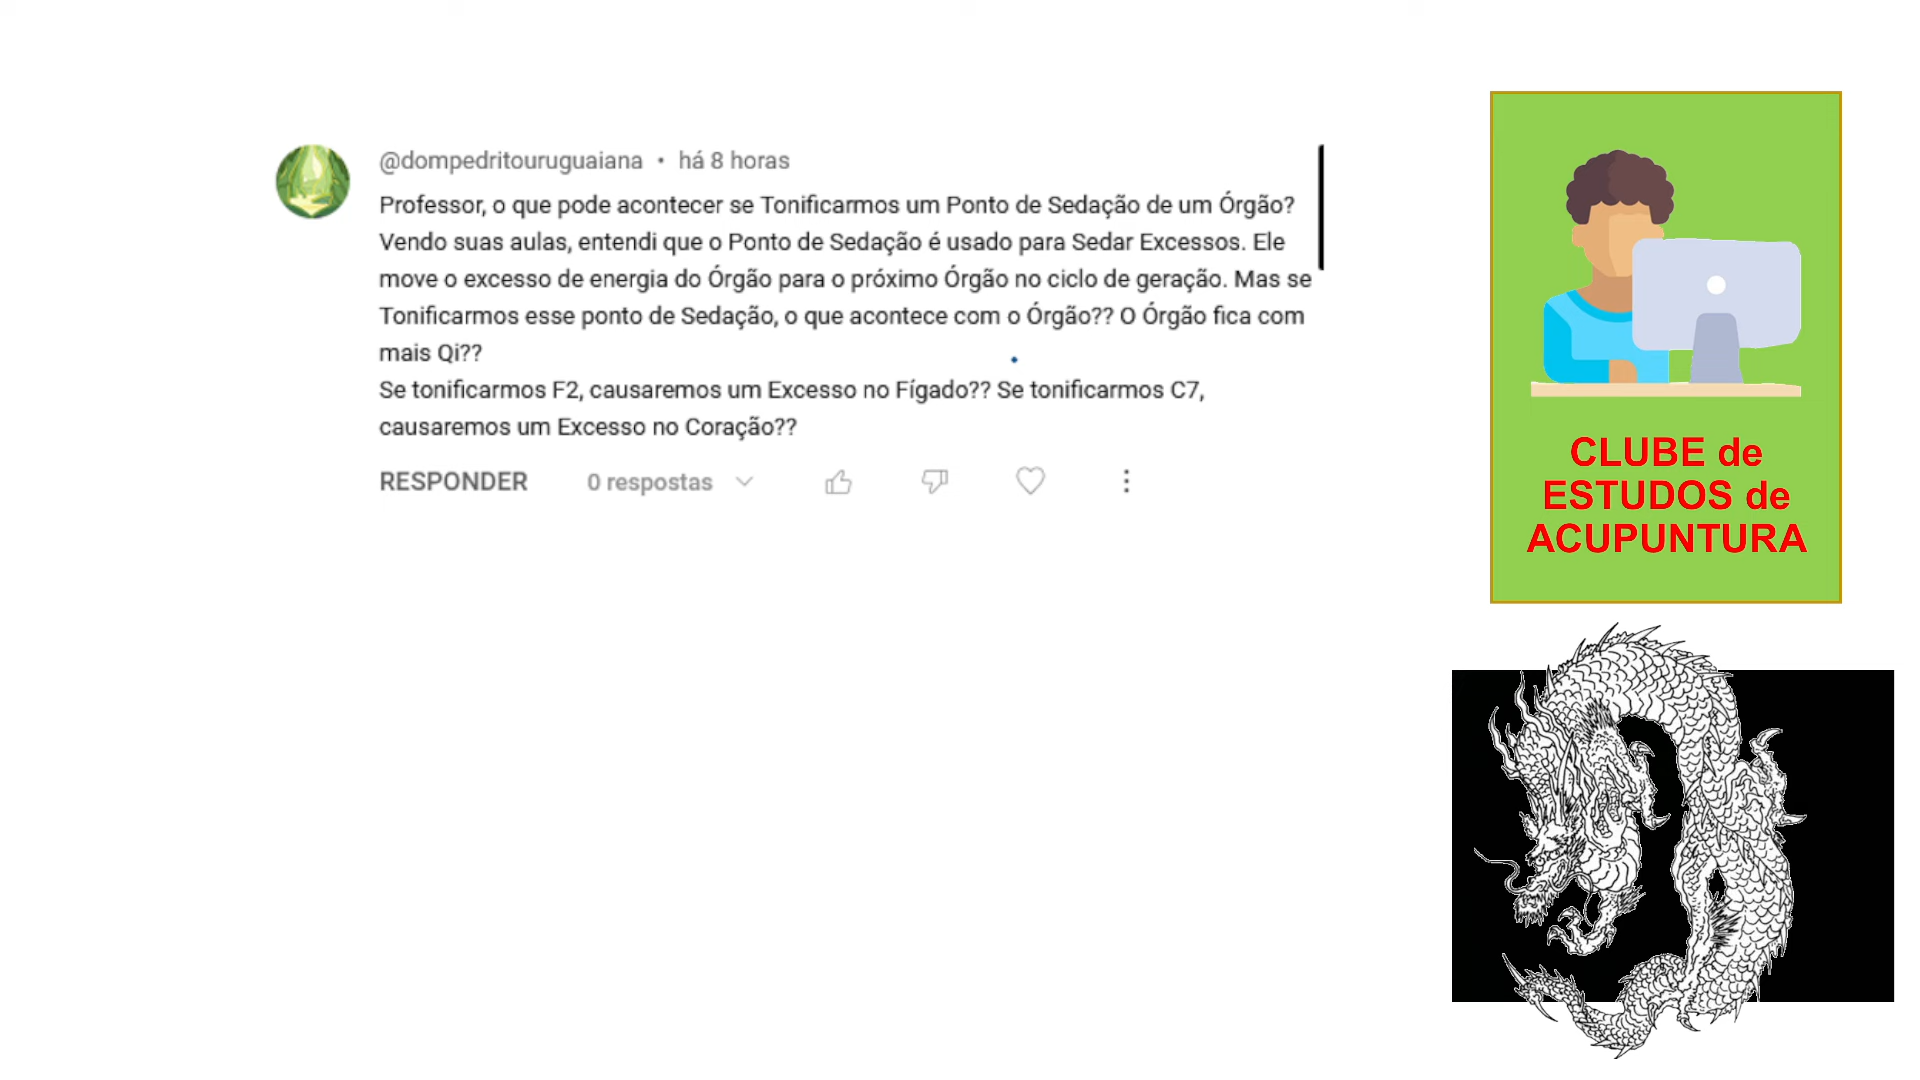 @dompedritouruguaiana • há 8 horas
Professor, o que pode acontecer se Tonificarmos um Ponto de Sedação de um Órgão?
Vendo suas aulas, entendi que o Ponto de Sedação é usado para Sedar Excessos. Ele
move o excesso de energia do Órgão para o próximo Órgão no ciclo de geração. Mas se
Tonificarmos esse ponto de Sedação, o que acontece com o Órgão?? O Órgão fica com
mais Qi??
Se tonificarmos F2, causaremos um Excesso no Fígado?? Se tonificarmos C7,
causaremos um Excesso no Coração??
RESPONDER 0 respostas
CLUBE de
ESTUDOS de
ACUPUNTURA